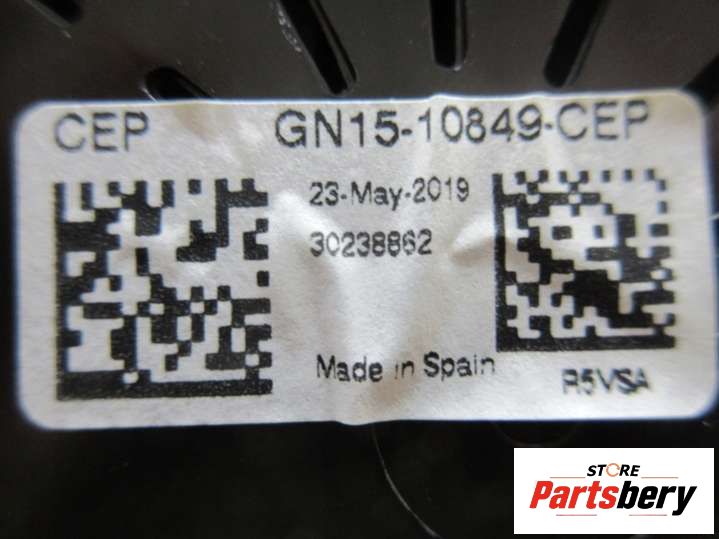 CEP GN15-10849-CEP
23-May-2019
30238862
Made in Spain
R5VSA
STORE
Partsbery